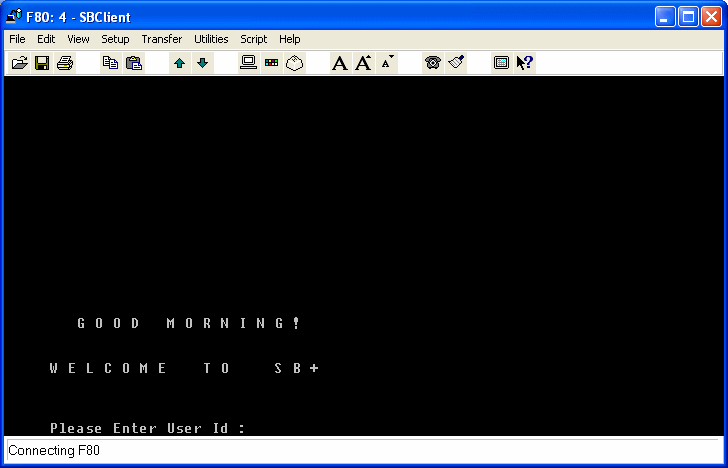 F80: 4 - SBClient
File Edit View Setup Transfer Utilities Script Help
A A A ?
G O O D   M O R N I N G !
W E L C O M E   T O   S B +
Please Enter User Id :
Connecting F80